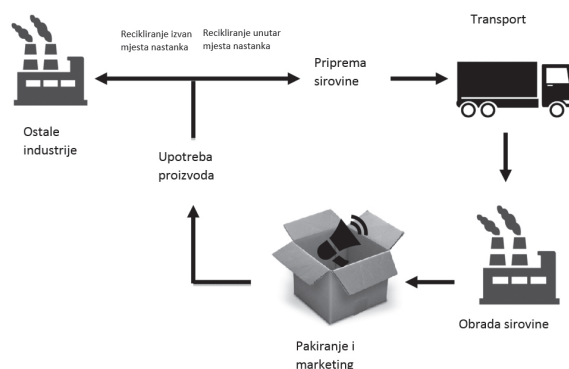 Transport
Recikliranje izvan
mjesta nastanka
Recikliranje unutar
mjesta nastanka
Priprema
sirovine
Ostale
industrije
Upotreba
proizvoda
Obrada sirovine
Pakiranje i
marketing